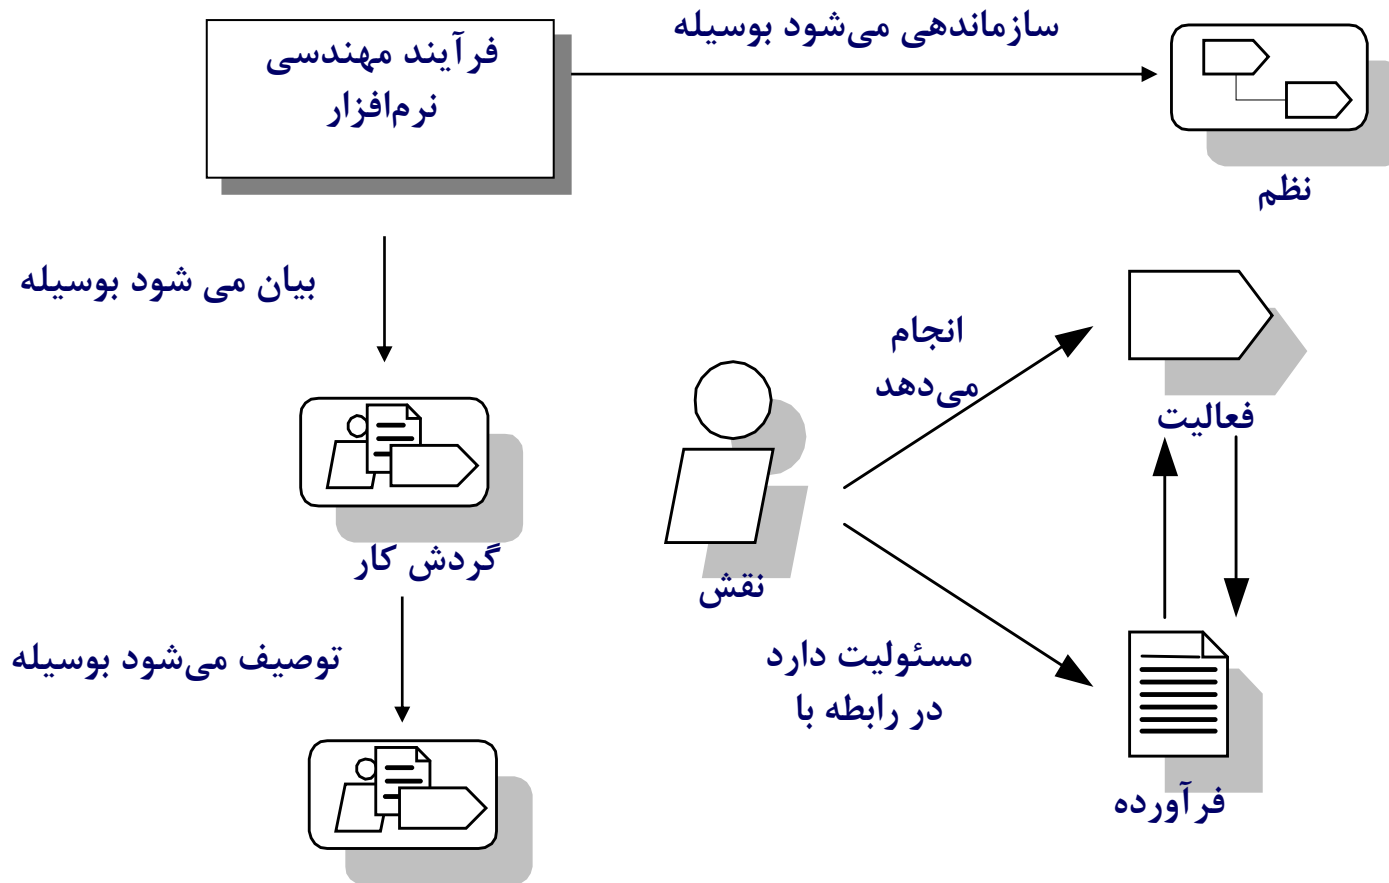 سازماندهی می‌شود بوسیله
فرآیند مهندسی
نرم‌افزار
نظم
بیان می شود بوسیله
انجام
می‌دهد
فعالیت
گردش کار
نقش
توصیف می‌شود بوسیله
مسئولیت دارد
در رابطه با
فرآورده